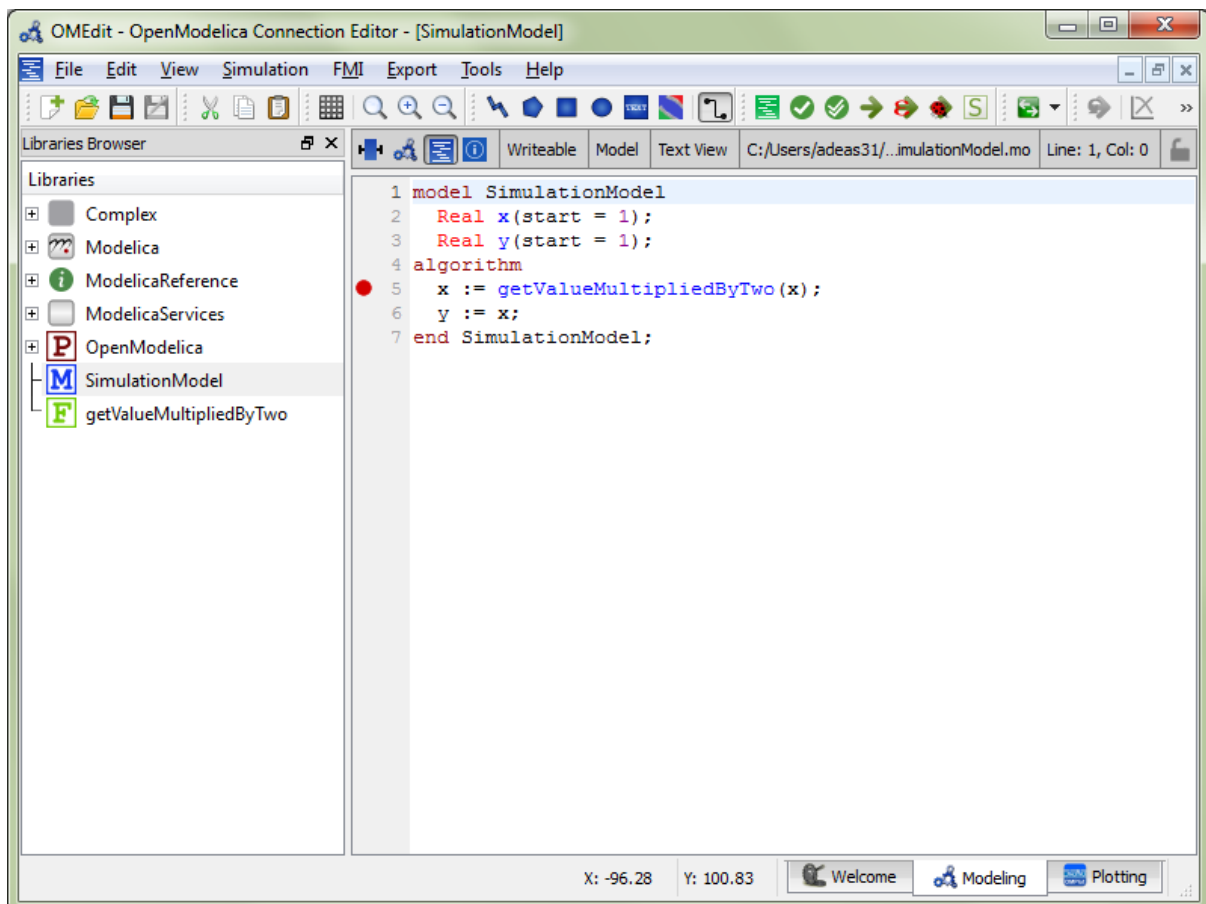 OMEdit - OpenModelica Connection Editor - [SimulationModel]
File Edit View Simulation FMI Export Tools Help
TEXT
S
»
Libraries Browser
Writeable Model Text View C:/Users/adeas31/...imulationModel.mo Line: 1, Col: 0
Libraries
Complex
Modelica
ModelicaReference
ModelicaServices
P OpenModelica
M SimulationModel
F getValueMultipliedByTwo
1 model SimulationModel
2 Real x(start = 1);
3 Real y(start = 1);
4 algorithm
5 x := getValueMultipliedByTwo(x);
6 y := x;
7 end SimulationModel;
X: -96.28 Y: 100.83 Welcome Modeling Plotting